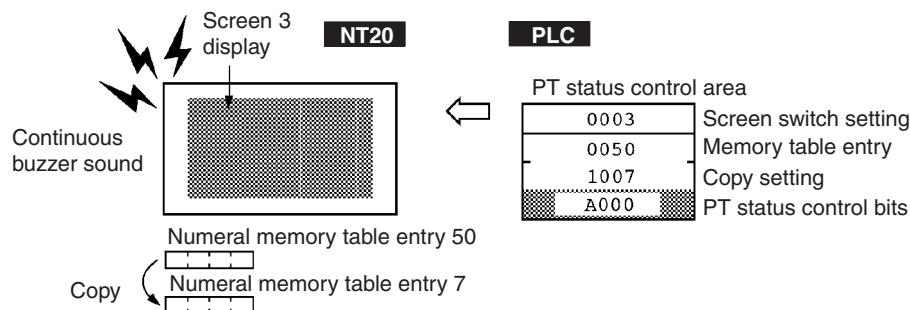 Screen 3
display
NT20
PLC
Continuous
buzzer sound
PT status control area
0003 Screen switch setting
0050 Memory table entry
1007 Copy setting
A000 PT status control bits
Numeral memory table entry 50
Copy
Numeral memory table entry 7